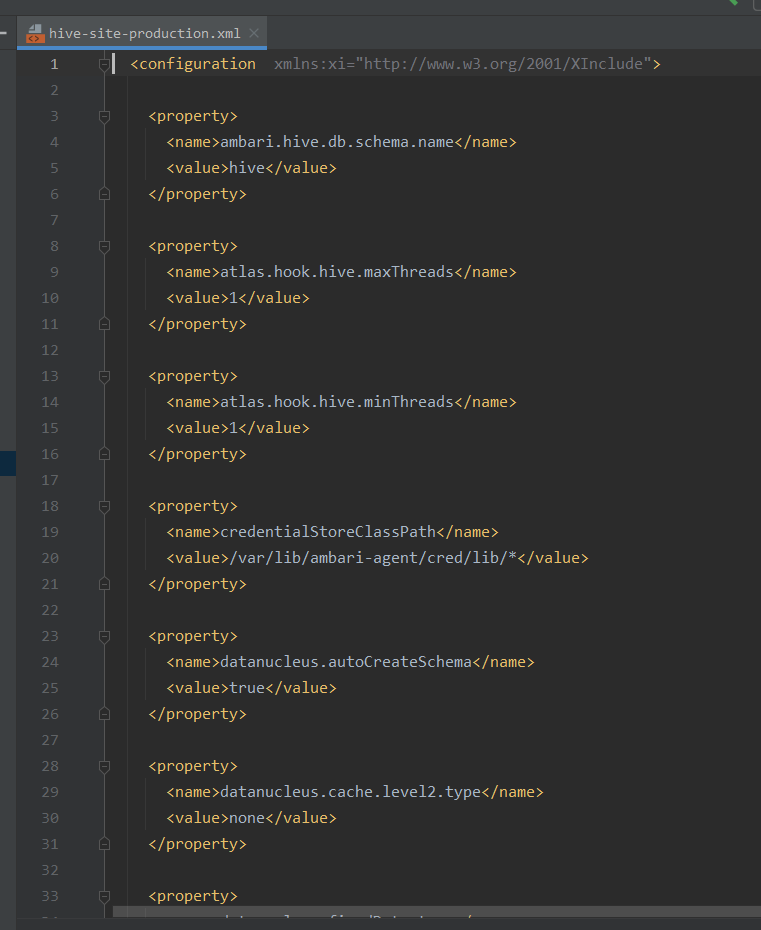 hive-site-production.xml
1 <configuration  xmlns:xi="http://www.w3.org/2001/XInclude">
2
3 <property>
4 <name>ambari.hive.db.schema.name</name>
5 <value>hive</value>
6 </property>
7
8 <property>
9 <name>atlas.hook.hive.maxThreads</name>
10 <value>1</value>
11 </property>
12
13 <property>
14 <name>atlas.hook.hive.minThreads</name>
15 <value>1</value>
16 </property>
17
18 <property>
19 <name>credentialStoreClassPath</name>
20 <value>/var/lib/ambari-agent/cred/lib/*</value>
21 </property>
22
23 <property>
24 <name>datanucleus.autoCreateSchema</name>
25 <value>true</value>
26 </property>
27
28 <property>
29 <name>datanucleus.cache.level2.type</name>
30 <value>none</value>
31 </property>
32
33 <property>